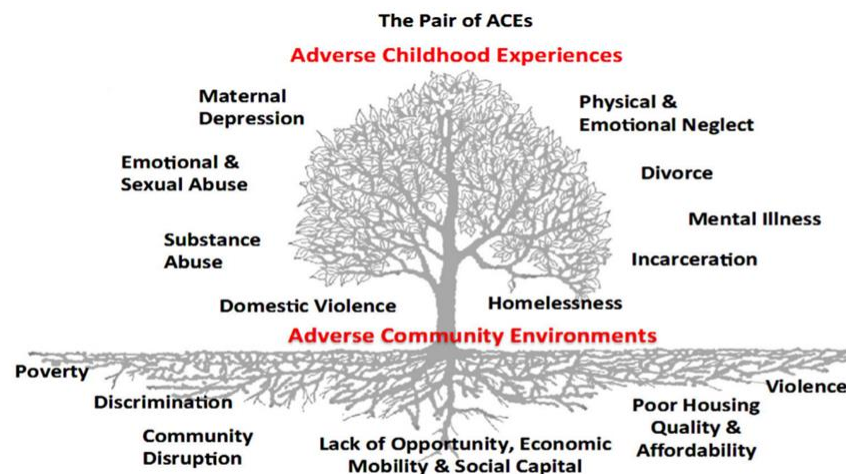 The Pair of ACEs
Adverse Childhood Experiences
Maternal
Depression
Physical &
Emotional Neglect
Emotional &
Sexual Abuse
Divorce
Mental Illness
Substance
Abuse
Incarceration
Domestic Violence
Homelessness
Adverse Community Environments
Poverty
Violence
Discrimination
Poor Housing
Quality &
Affordability
Community
Disruption
Lack of Opportunity, Economic
Mobility & Social Capital